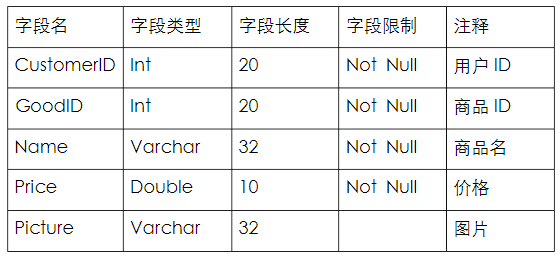 字段名 字段类型 字段长度 字段限制 注释
CustomerID Int 20 Not Null 用户 ID
GoodID Int 20 Not Null 商品 ID
Name Varchar 32 Not Null 商品名
Price Double 10 Not Null 价格
Picture Varchar 32 图片